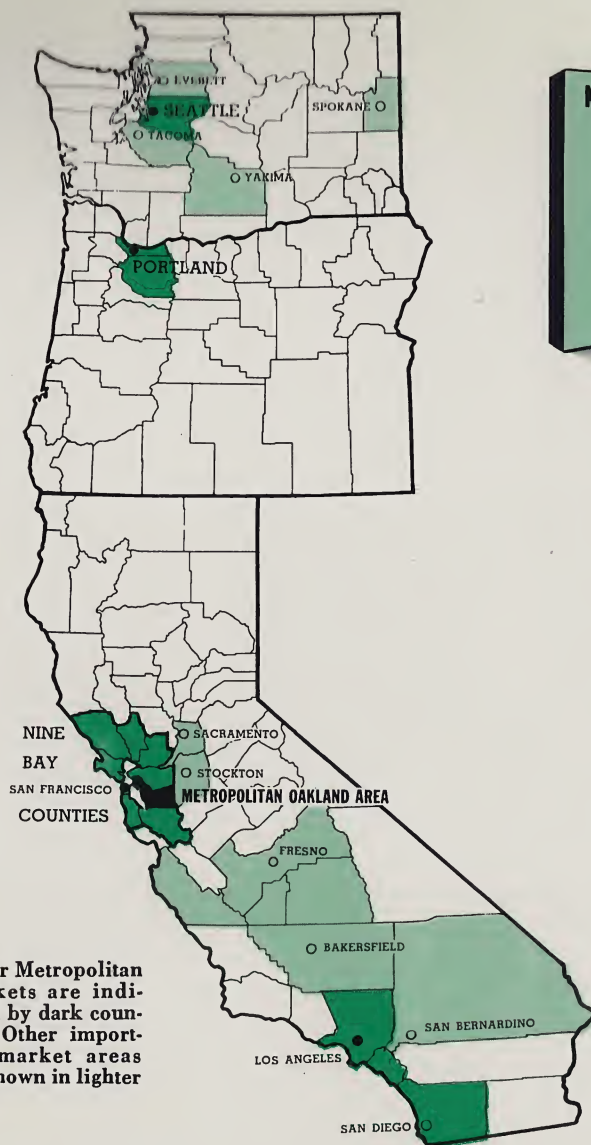 EVERETT
SEATTLE
SPOKANE
TACOMA
YAKIMA
PORTLAND
NINE
BAY
SAN FRANCISCO
COUNTIES
SACRAMENTO
STOCKTON
METROPOLITAN OAKLAND AREA
FRESNO
BAKERSFIELD
SAN BERNARDINO
LOS ANGELES
SAN DIEGO
r Metropolitan
kets are indi-
by dark coun-
Other import-
market areas
hown in lighter